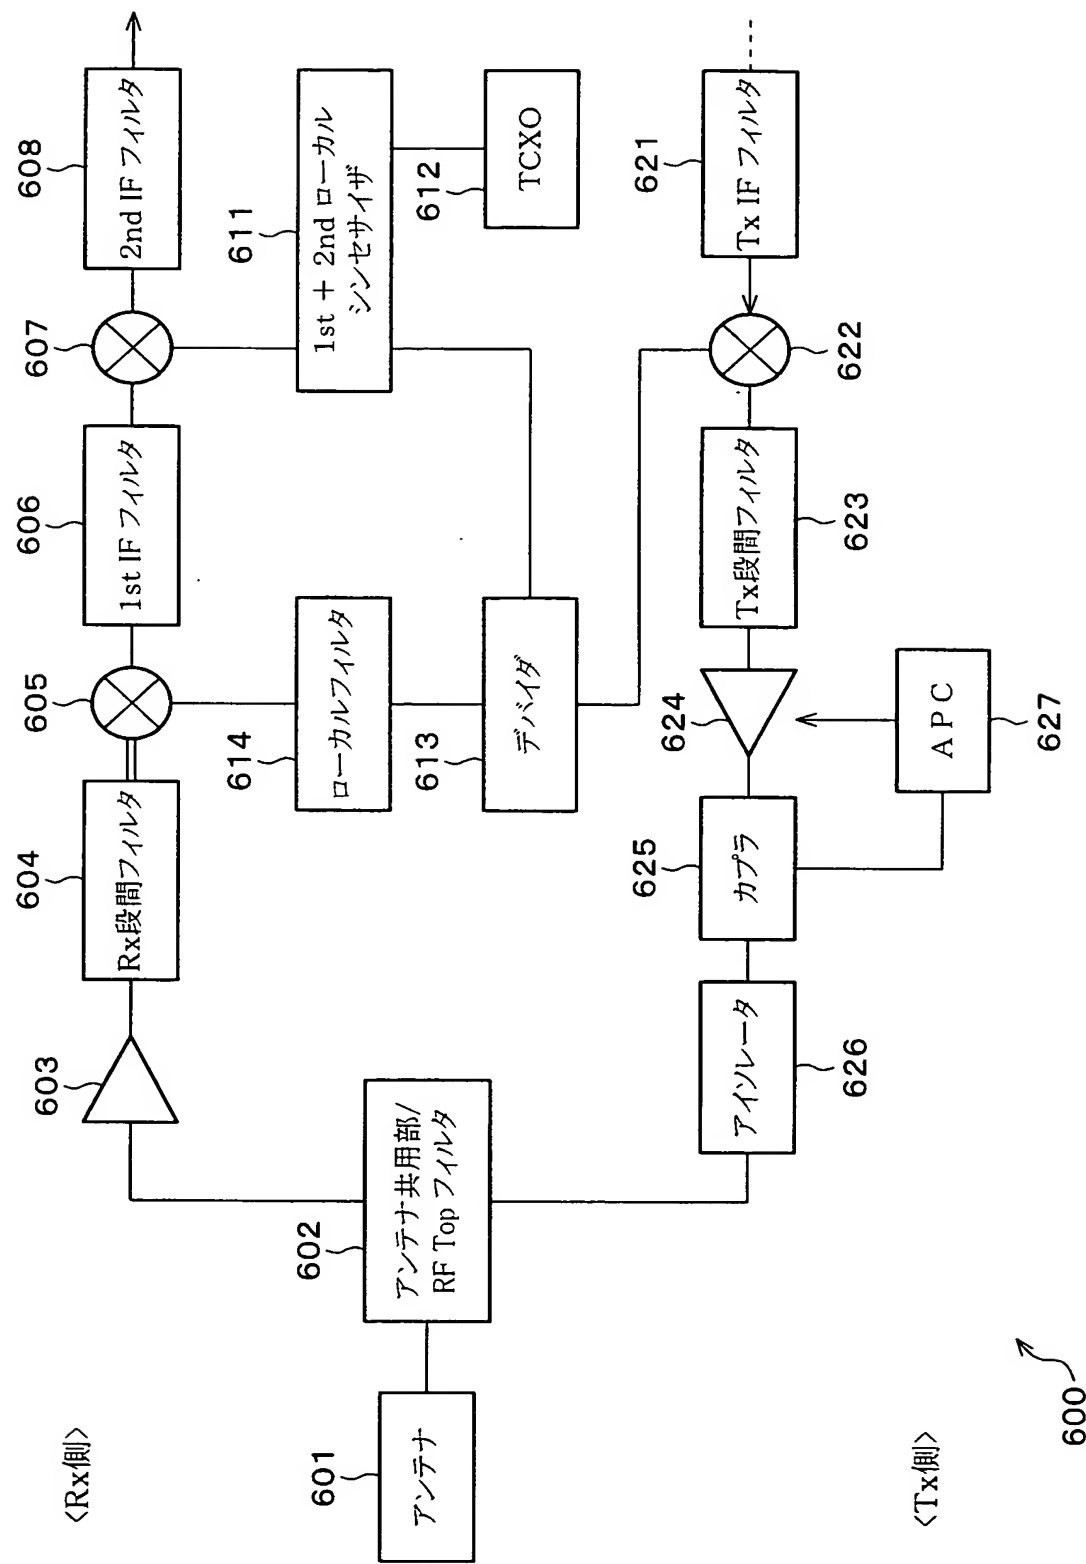 <Rx側>
603
604
Rx段間フィルタ
605
606
1st IF フィルタ
607
608
2nd IF フィルタ
601
アンテナ
602
アンテナ共用部/
RF Top フィルタ
614
ローカルフィルタ
613
デバイダ
611
1st + 2nd ローカル
シンセサイザ
612
TCXO
626
アイソレータ
625
カプラ
624
Tx段間フィルタ
623
622
621
Tx IF フィルタ
APC
627
<Tx側>
600